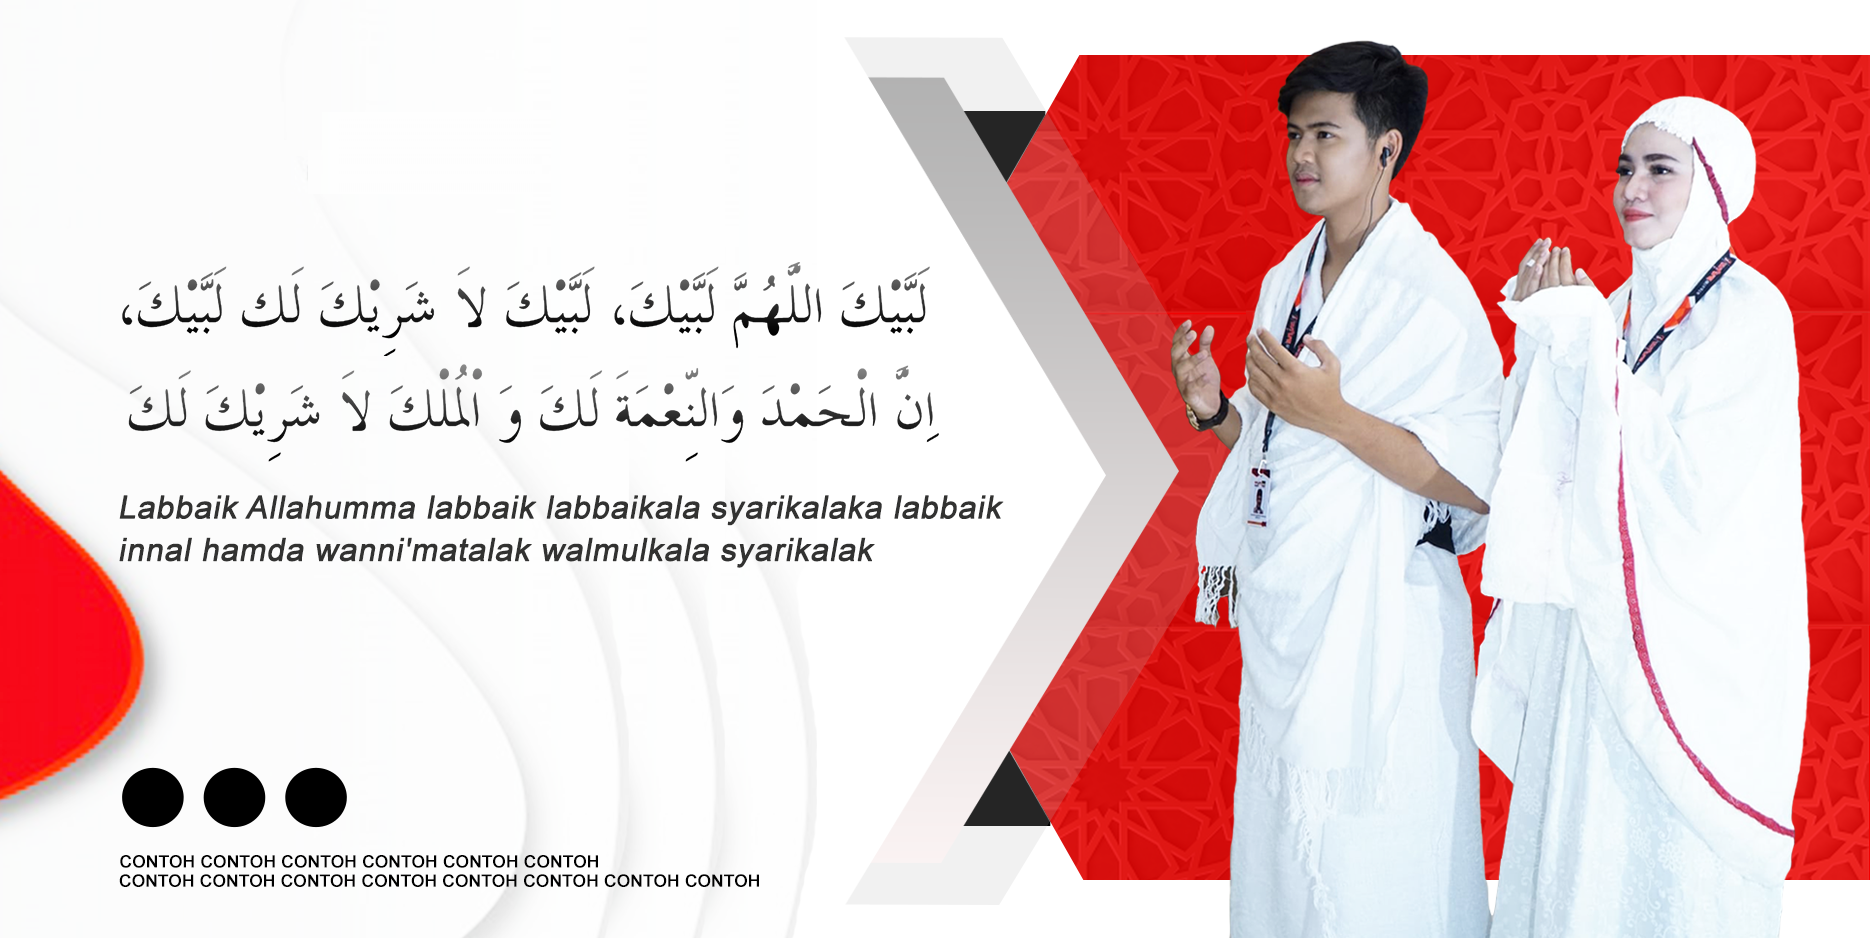 لَبَّيْكَ اللَّهُمَّ لَبَّيْكَ، لَبَّيْكَ لاَ شَرِيْكَ لَكَ لَبَّيْكَ،
اِنَّ الْحَمْدَ وَالنِّعْمَةَ لَكَ وَ الْمُلْكَ لاَ شَرِيْكَ لَكَ
Labbaik Allahumma labbaik labbaikala syarikalaka labbaik
innal hamda wanni'matalak walmulkala syarikalak
CONTOH CONTOH CONTOH CONTOH CONTOH CONTOH
CONTOH CONTOH CONTOH CONTOH CONTOH CONTOH CONTOH CONTOH